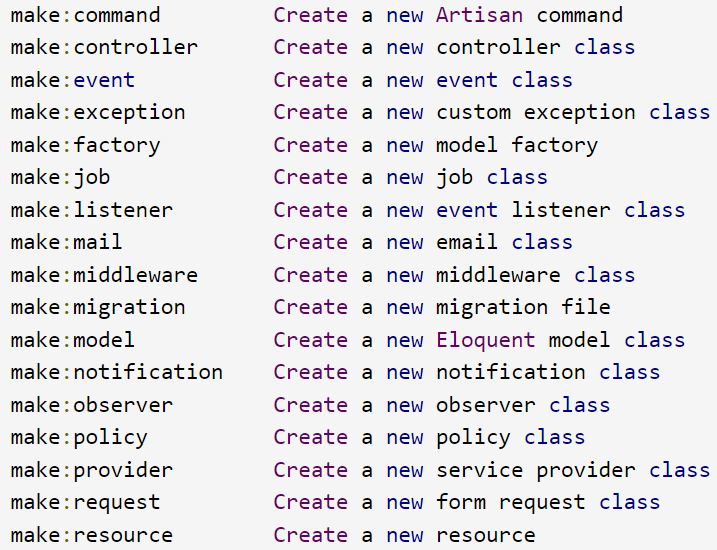 make:command Create a new Artisan command
make:controller Create a new controller class
make:event Create a new event class
make:exception Create a new custom exception class
make:factory Create a new model factory
make:job Create a new job class
make:listener Create a new event listener class
make:mail Create a new email class
make:middleware Create a new middleware class
make:migration Create a new migration file
make:model Create a new Eloquent model class
make:notification Create a new notification class
make:observer Create a new observer class
make:policy Create a new policy class
make:provider Create a new service provider class
make:request Create a new form request class
make:resource Create a new resource